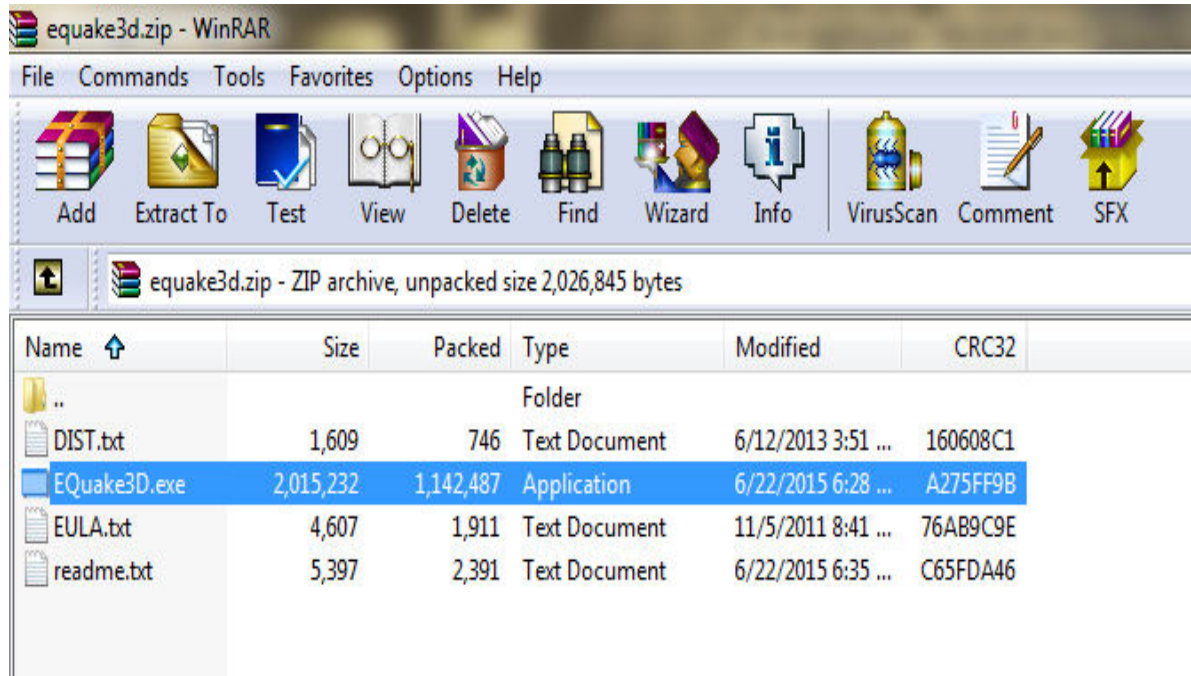 equake3d.zip - WinRAR
File Commands Tools Favorites Options Help
Add Extract To Test View Delete Find Wizard Info VirusScan Comment SFX
equake3d.zip - ZIP archive, unpacked size 2,026,845 bytes
Name Size Packed Type Modified CRC32
.. Folder
DIST.txt 1,609 746 Text Document 6/12/2013 3:51 ... 160608C1
EQuake3D.exe 2,015,232 1,142,487 Application 6/22/2015 6:28 ... A275FF9B
EULA.txt 4,607 1,911 Text Document 11/5/2011 8:41 ... 76AB9C9E
readme.txt 5,397 2,391 Text Document 6/22/2015 6:35 ... C65FDA46